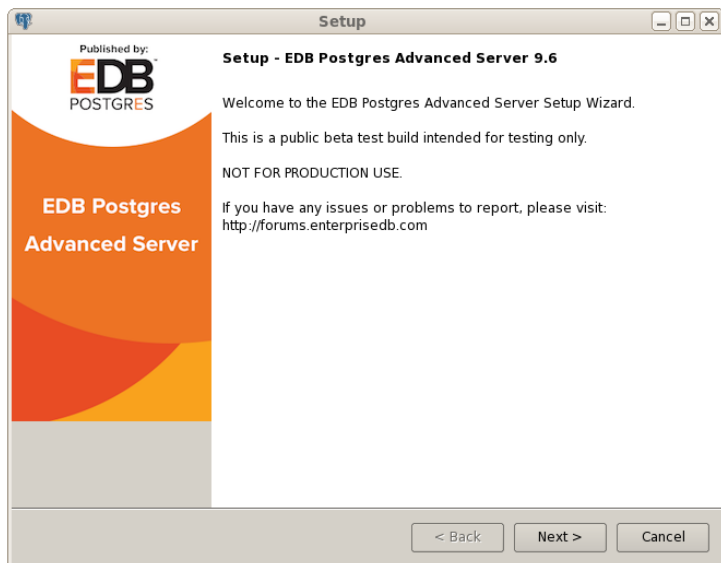 Setup
Published by:
EDB
POSTGRES
EDB Postgres
Advanced Server
Setup - EDB Postgres Advanced Server 9.6
Welcome to the EDB Postgres Advanced Server Setup Wizard.
This is a public beta test build intended for testing only.
NOT FOR PRODUCTION USE.
If you have any issues or problems to report, please visit:
http://forums.enterprisedb.com
< Back
Next >
Cancel